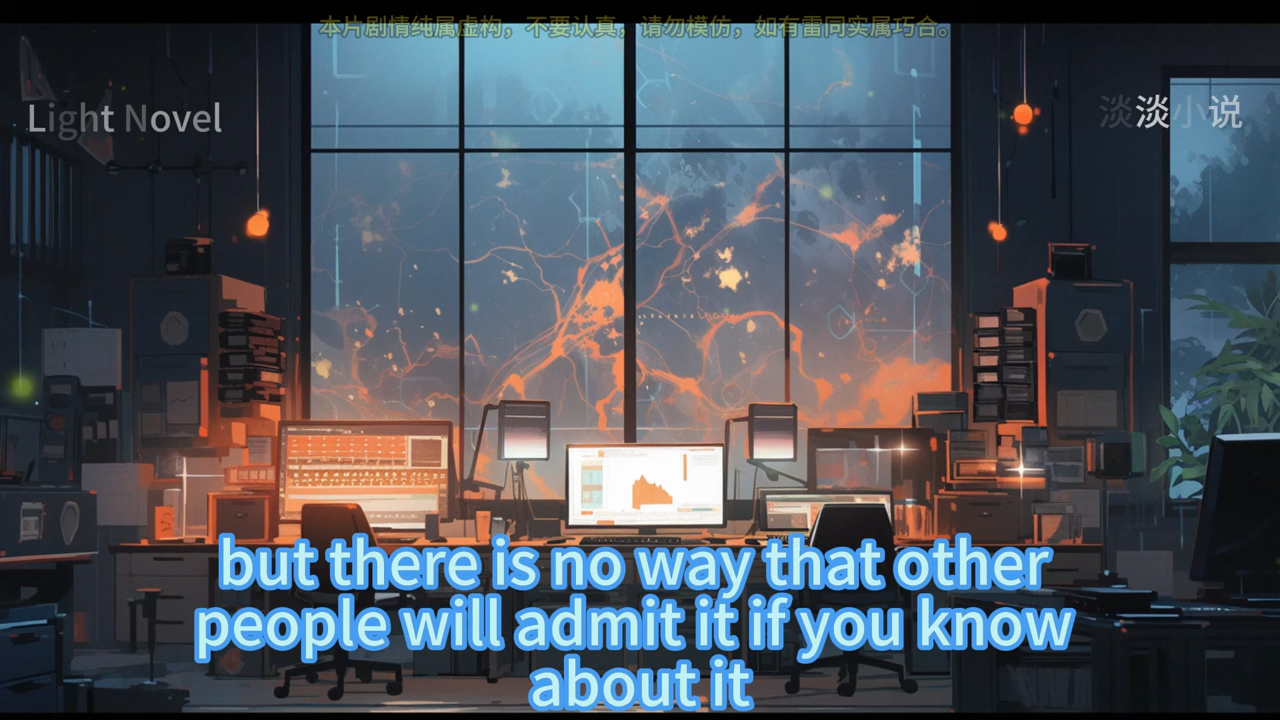 本片剧情纯属虚构，不要认真，请勿模仿，如有雷同实属巧合。
Light Novel
淡淡小说
but there is no way that other
people will admit it if you know
about it